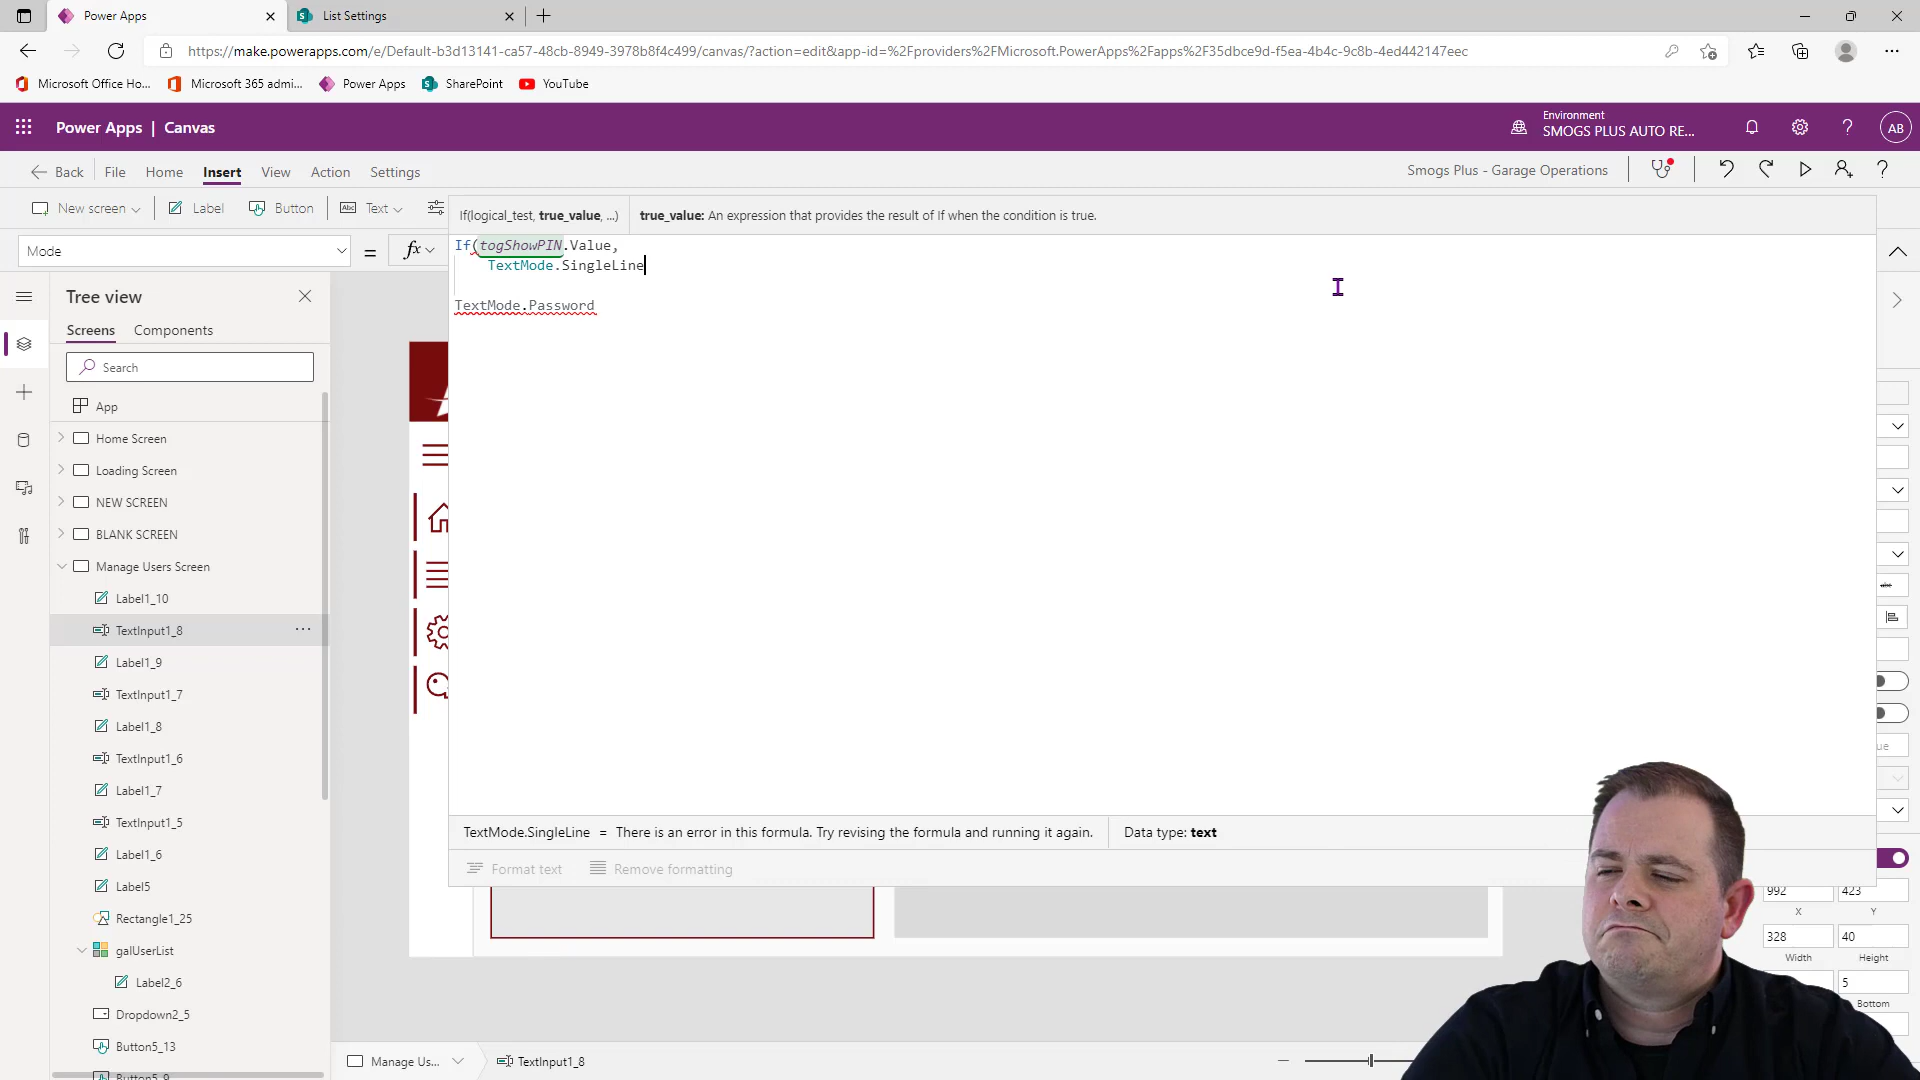 Power Apps
List Settings
https://make.powerapps.com/e/Default-b3d13141-ca57-48cb-8949-3978b8f4c499/canvas/?action=edit&app-id=%2Fproviders%2FMicrosoft.PowerApps%2Fapps%2F35dbce9d-f5ea-4b4c-9c8b-4ed442147eec
Microsoft Office Ho...
Microsoft 365 admi...
Power Apps
SharePoint
YouTube
Power Apps | Canvas
Environment
SMOGS PLUS AUTO RE...
AB
Back
File
Home
Insert
View
Action
Settings
Smogs Plus - Garage Operations
New screen
Label
Button
Abc Text
If(logical_test, true_value, ...)
true_value: An expression that provides the result of If when the condition is true.
Mode
=
fx
If(togShowPIN.Value,
TextMode.SingleLine
TextMode.Password
Tree view
Screens
Components
Search
App
Home Screen
Loading Screen
NEW SCREEN
BLANK SCREEN
Manage Users Screen
Label1_10
TextInput1_8
Label1_9
TextInput1_7
Label1_8
TextInput1_6
Label1_7
TextInput1_5
Label1_6
Label5
Rectangle1_25
galUserList
Label2_6
Dropdown2_5
Button5_13
Button5_9
TextMode.SingleLine = There is an error in this formula. Try revising the formula and running it again.
Data type: text
Format text
Remove formatting
ue
992
423
X
Y
328
40
Width
Height
5
Bottom
Manage Us...
TextInput1_8